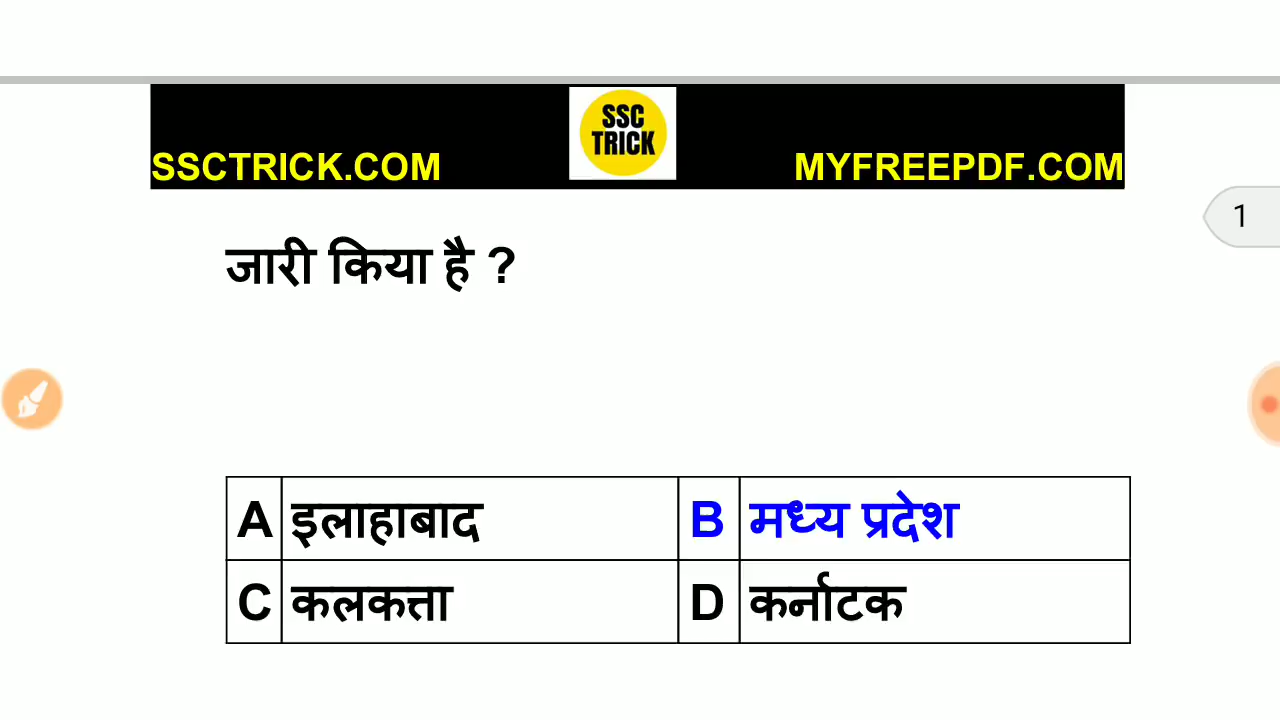 SSC
TRICK
SSCTRICK.COM MYFREEPDF.COM
1
जारी किया है ?
A इलाहाबाद B मध्य प्रदेश
C कलकत्ता D कर्नाटक